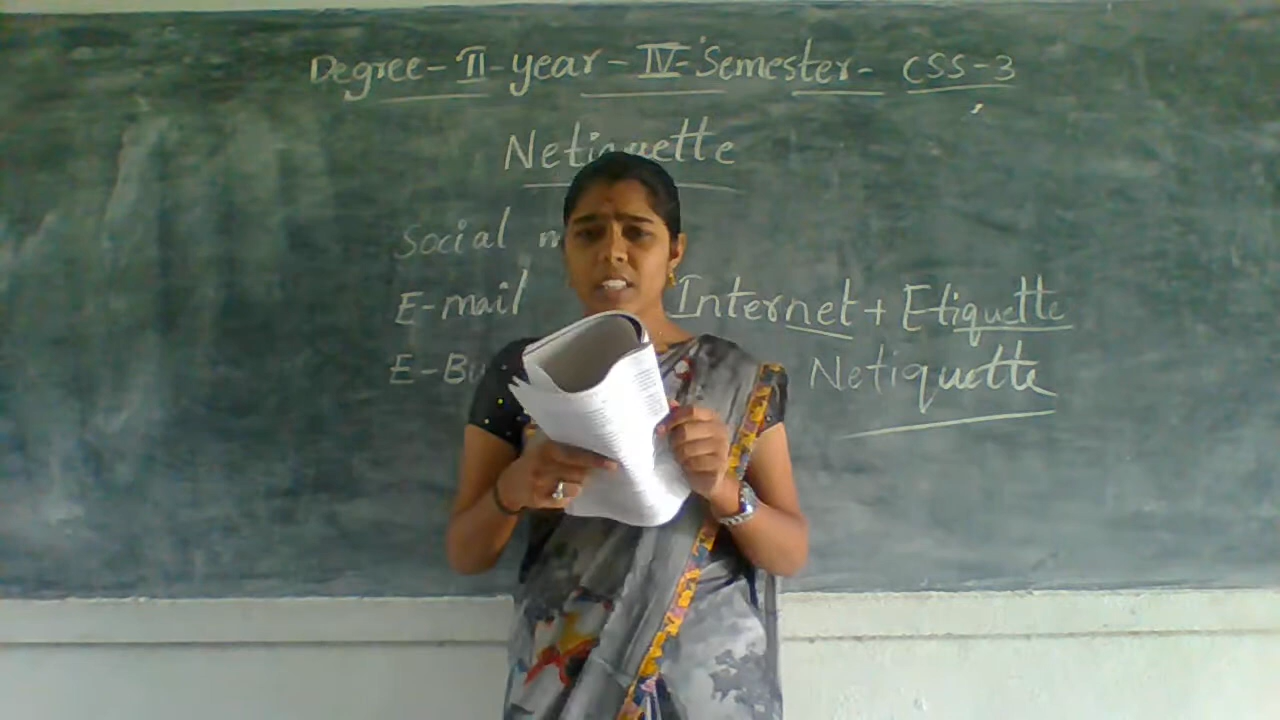 Degree-II-year-IV-Semester-CSS-3
Netiquette
Social
E-mail
Internet + Etiquette
Netiquette